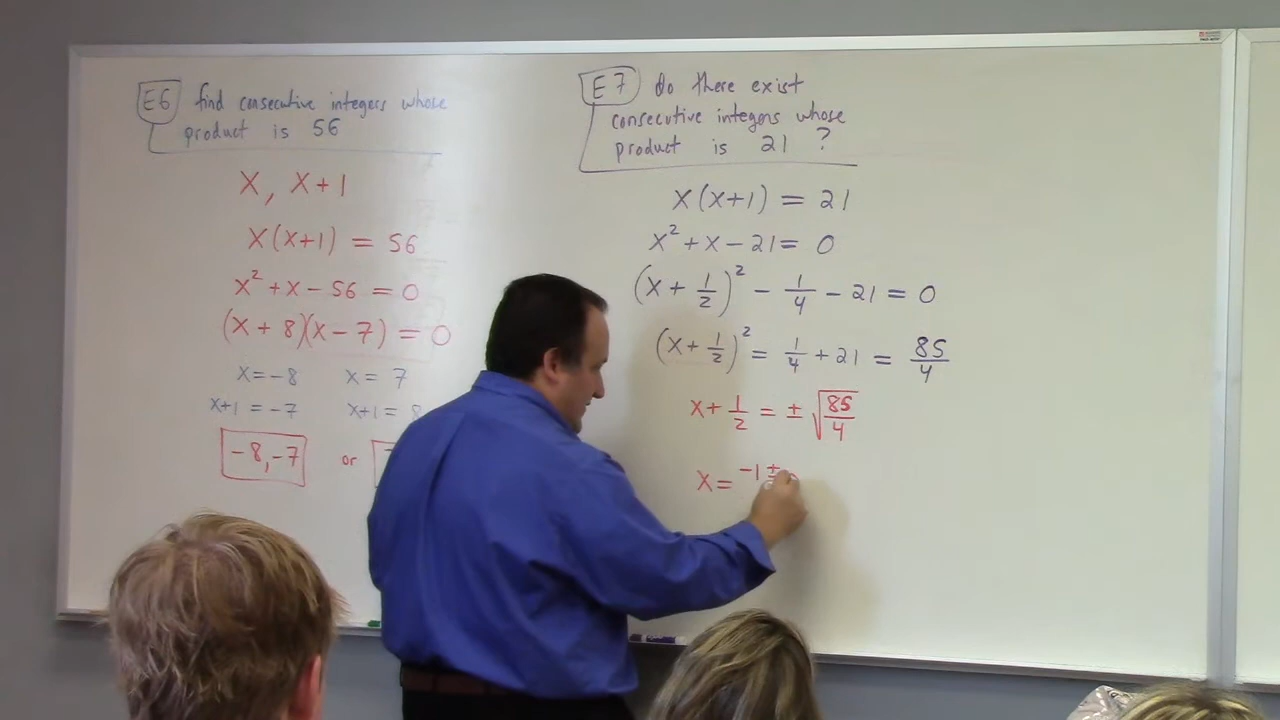 E6 find consecutive integers whose
product is 56
x, x+1
x(x+1) = 56
x² + x - 56 = 0
(x + 8)(x - 7) = 0
x = -8 x = 7
x+1 = -7 x+1 = 8
-8, -7 or
E7 do there exist
consecutive integers whose
product is 21 ?
x(x+1) = 21
x² + x - 21 = 0
(x + 1/2)² - 1/4 - 21 = 0
(x + 1/2)² = 1/4 + 21 = 85/4
x + 1/2 = ± √85/4
x = -1 ±